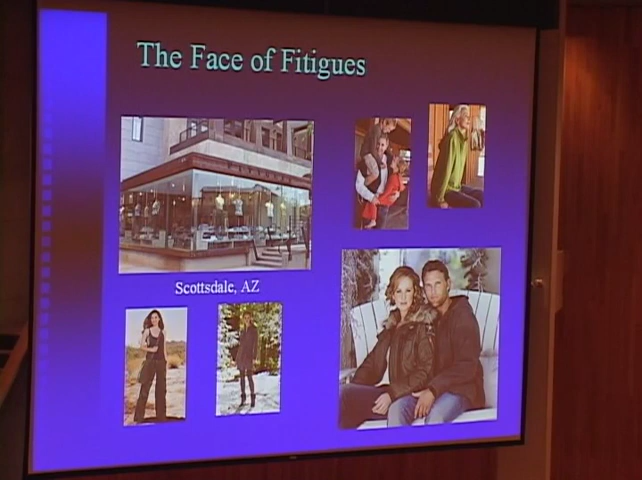 The Face of Fitigues
Scottsdale, AZ